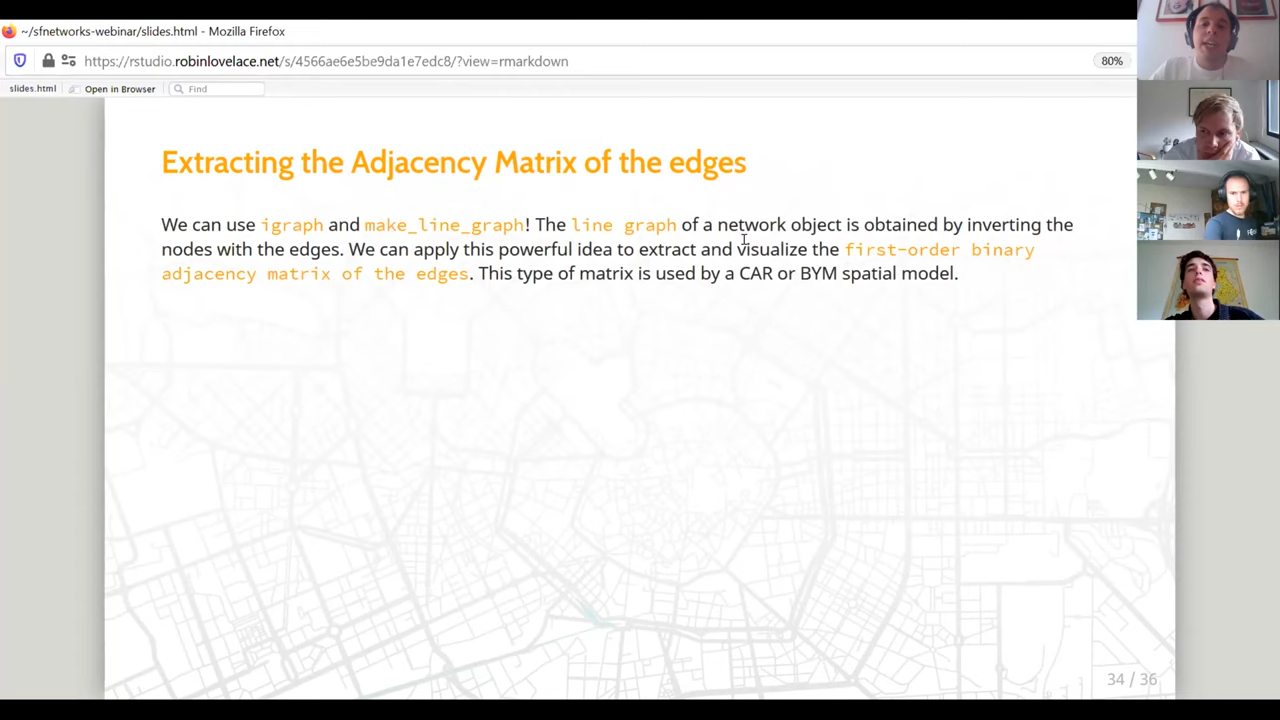 ~/sfnetworks-webinar/slides.html - Mozilla Firefox
https://rstudio.robinlovelace.net/s/4566ae6e5be9da1e7edc8/?view=rmarkdown
80%
slides.html
Open in Browser
Find
Extracting the Adjacency Matrix of the edges
We can use igraph and make_line_graph! The line graph of a network object is obtained by inverting the
nodes with the edges. We can apply this powerful idea to extract and visualize the first-order binary
adjacency matrix of the edges. This type of matrix is used by a CAR or BYM spatial model.
34 / 36